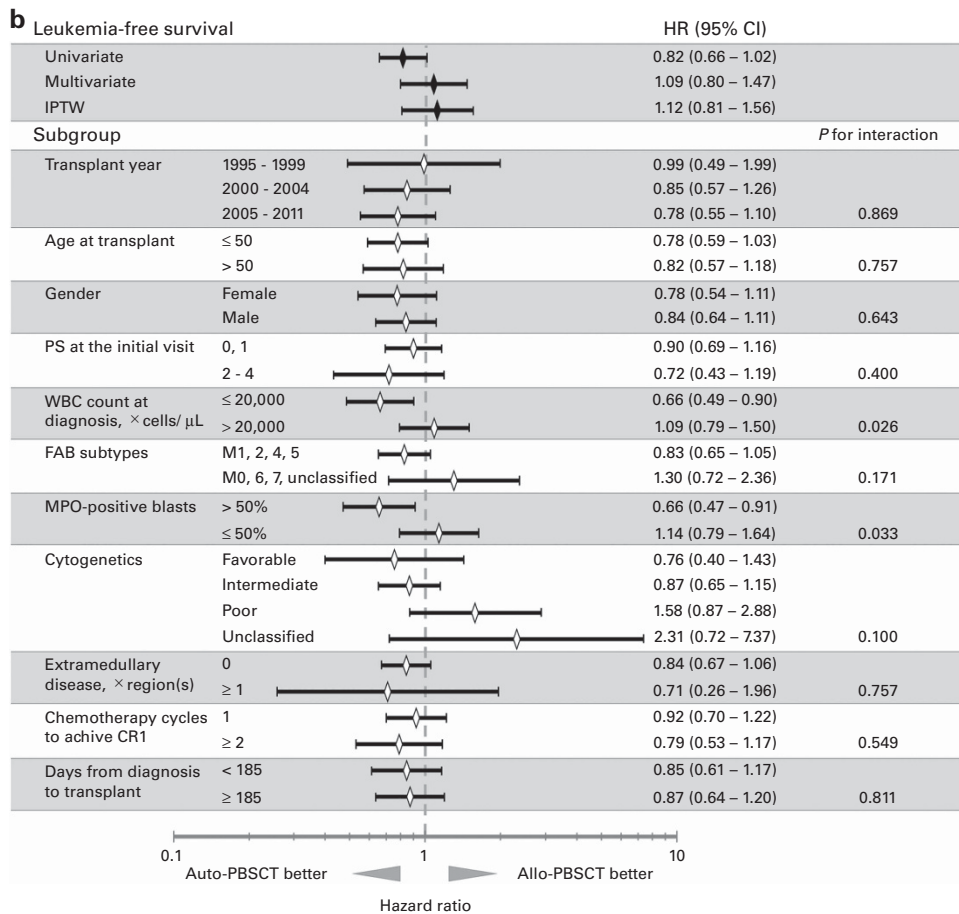 b
Leukemia-free survival HR (95% CI)
Univariate 0.82 (0.66 – 1.02)
Multivariate 1.09 (0.80 – 1.47)
IPTW 1.12 (0.81 – 1.56)
Subgroup P for interaction
Transplant year 1995 - 1999 0.99 (0.49 – 1.99)
2000 - 2004 0.85 (0.57 – 1.26)
2005 - 2011 0.78 (0.55 – 1.10) 0.869
Age at transplant ≤ 50 0.78 (0.59 – 1.03)
> 50 0.82 (0.57 – 1.18) 0.757
Gender Female 0.78 (0.54 – 1.11)
Male 0.84 (0.64 – 1.11) 0.643
PS at the initial visit 0, 1 0.90 (0.69 – 1.16)
2 - 4 0.72 (0.43 – 1.19) 0.400
WBC count at ≤ 20,000 0.66 (0.49 – 0.90)
diagnosis, × cells/ μL > 20,000 1.09 (0.79 – 1.50) 0.026
FAB subtypes M1, 2, 4, 5 0.83 (0.65 – 1.05)
M0, 6, 7, unclassified 1.30 (0.72 – 2.36) 0.171
MPO-positive blasts > 50% 0.66 (0.47 – 0.91)
≤ 50% 1.14 (0.79 – 1.64) 0.033
Cytogenetics Favorable 0.76 (0.40 – 1.43)
Intermediate 0.87 (0.65 – 1.15)
Poor 1.58 (0.87 – 2.88)
Unclassified 2.31 (0.72 – 7.37) 0.100
Extramedullary 0 0.84 (0.67 – 1.06)
disease, × region(s) ≥ 1 0.71 (0.26 – 1.96) 0.757
Chemotherapy cycles 1 0.92 (0.70 – 1.22)
to achive CR1 ≥ 2 0.79 (0.53 – 1.17) 0.549
Days from diagnosis < 185 0.85 (0.61 – 1.17)
to transplant ≥ 185 0.87 (0.64 – 1.20) 0.811
0.1 1 10
Auto-PBSCT better Allo-PBSCT better
Hazard ratio